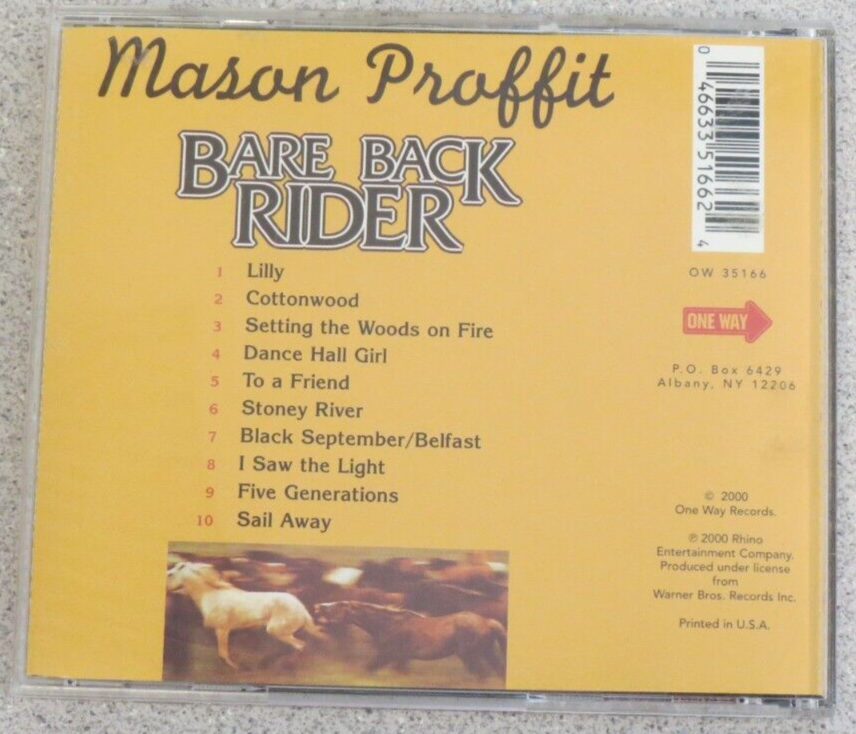 Mason Proffit
BARE BACK
RIDER
1 Lilly
2 Cottonwood
3 Setting the Woods on Fire
4 Dance Hall Girl
5 To a Friend
6 Stoney River
7 Black September/Belfast
8 I Saw the Light
9 Five Generations
10 Sail Away
0 46633 51662 4
OW 35166
ONE WAY
P.O. Box 6429
Albany, NY 12206
© 2000
One Way Records.
℗ 2000 Rhino
Entertainment Company.
Produced under license
from
Warner Bros. Records Inc.
Printed in U.S.A.